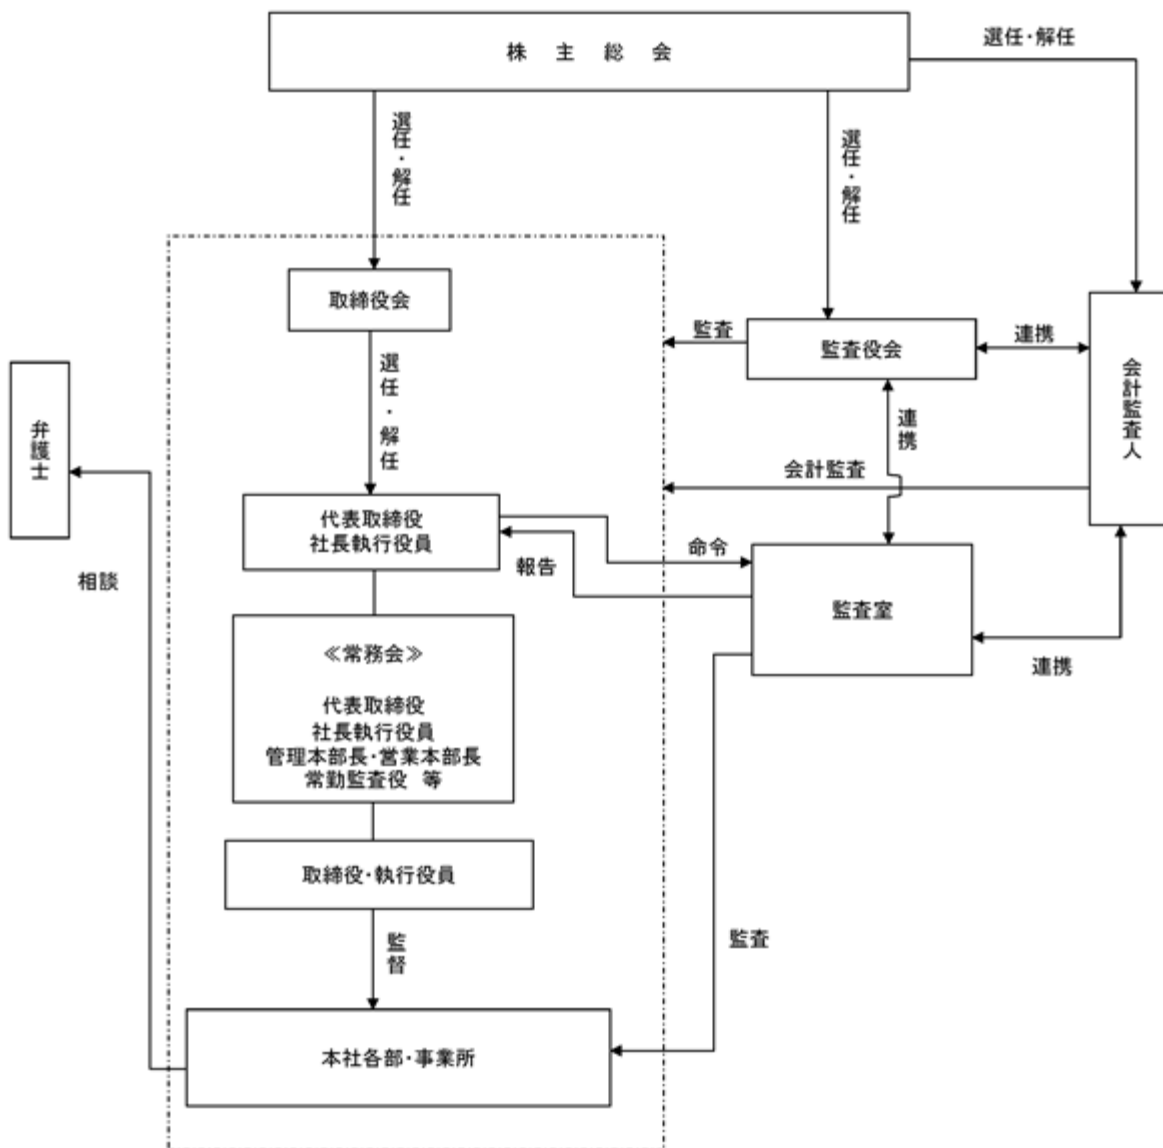 株 主 総 会
選任・解任
選任・解任
選任・解任
取締役会
監査
監査役会
連携
会計監査人
選任・解任
連携
弁護士
会計監査
代表取締役
社長執行役員
命令
報告
相談
監査室
連携
≪常務会≫
代表取締役
社長執行役員
管理本部長・営業本部長
常勤監査役 等
取締役・執行役員
監督
監査
本社各部・事業所